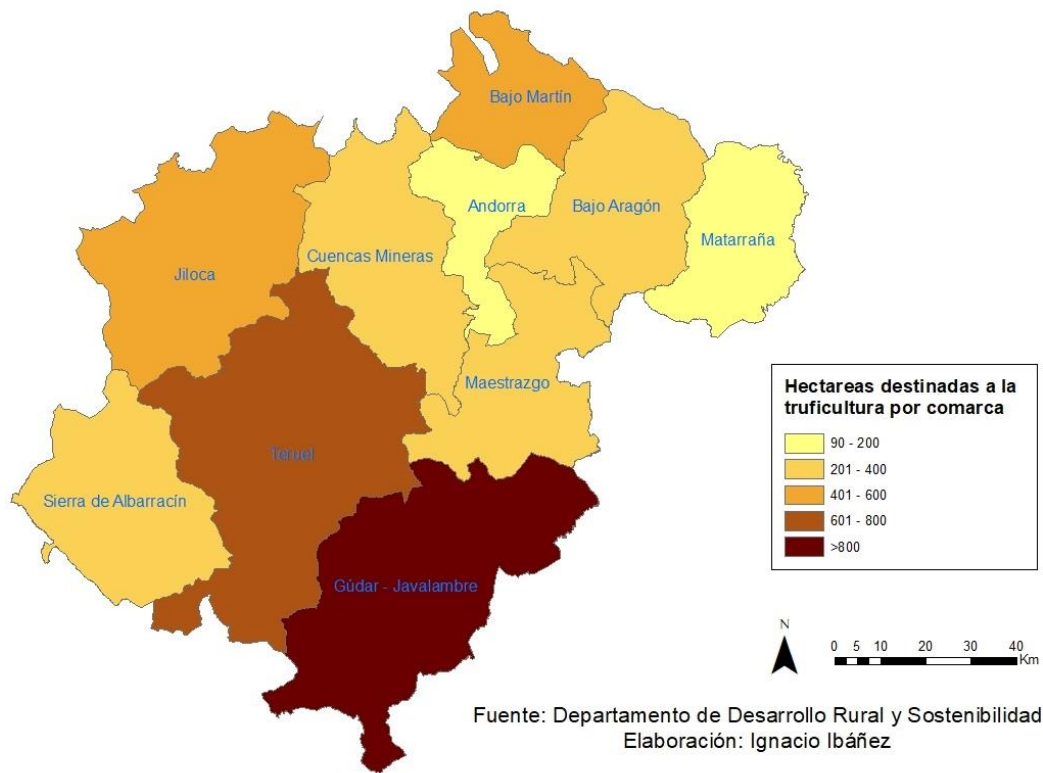 Bajo Martín
Andorra
Bajo Aragón
Matarraña
Cuencas Mineras
Jiloca
Maestrazgo
Teruel
Sierra de Albarracín
Gúdar - Javalambre
Hectareas destinadas a la
truficultura por comarca
90 - 200
201 - 400
401 - 600
601 - 800
>800
N
0 5 10 20 30 40
Km
Fuente: Departamento de Desarrollo Rural y Sostenibilidad
Elaboración: Ignacio Ibáñez